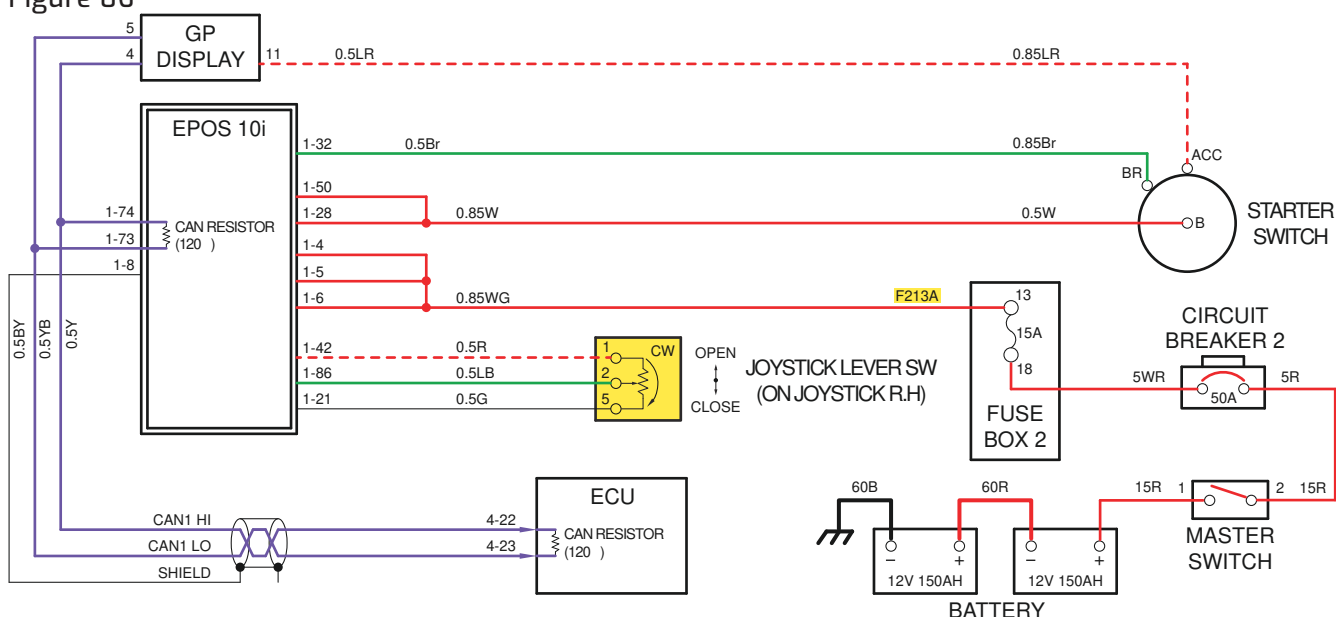 5
4
GP
DISPLAY
11
0.5LR
0.85LR
EPOS 10i
1-32
0.5Br
0.85Br
BR
ACC
1-50
1-28
0.85W
0.5W
B
STARTER
SWITCH
1-74
1-73
CAN RESISTOR
(120 )
1-8
1-4
1-5
1-6
0.85WG
F213A
13
15A
18
FUSE
BOX 2
CIRCUIT
BREAKER 2
5WR
50A
5R
0.5BY
0.5YB
0.5Y
1-42
0.5R
1-86
0.5LB
1-21
0.5G
1
CW
2
5
OPEN
CLOSE
JOYSTICK LEVER SW
(ON JOYSTICK R.H)
CAN1 HI
CAN1 LO
SHIELD
4-22
4-23
ECU
CAN RESISTOR
(120 )
60B
60R
15R
1
2
15R
MASTER
SWITCH
− +
12V 150AH
− +
12V 150AH
BATTERY